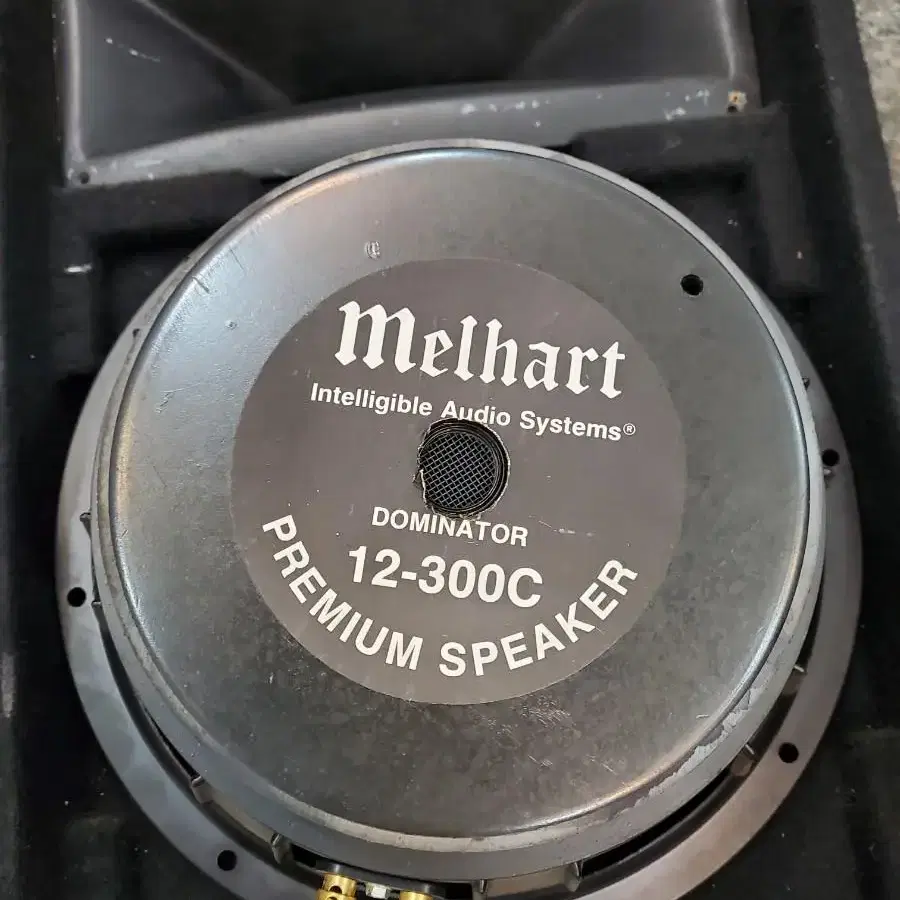 Melhart
Intelligible Audio Systems®
DOMINATOR
12-300C
PREMIUM SPEAKER